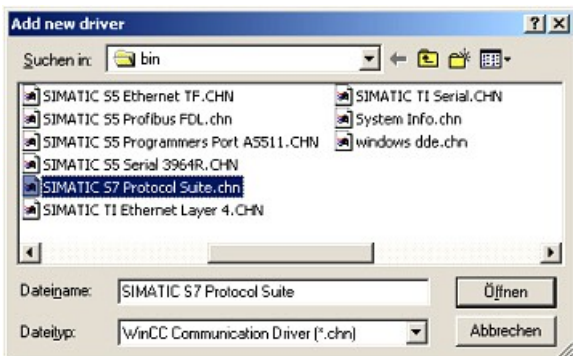 Add new driver
Suchen in: bin
SIMATIC S5 Ethernet TF.CHN
SIMATIC S5 Profibus FDL.chn
SIMATIC S5 Programmers Port AS511.CHN
SIMATIC S5 Serial 3964R.CHN
SIMATIC S7 Protocol Suite.chn
SIMATIC TI Ethernet Layer 4.CHN
SIMATIC TI Serial.CHN
System Info.chn
windows dde.chn
Dateiname: SIMATIC S7 Protocol Suite Öffnen
Dateityp: WinCC Communication Driver (*.chn) Abbrechen